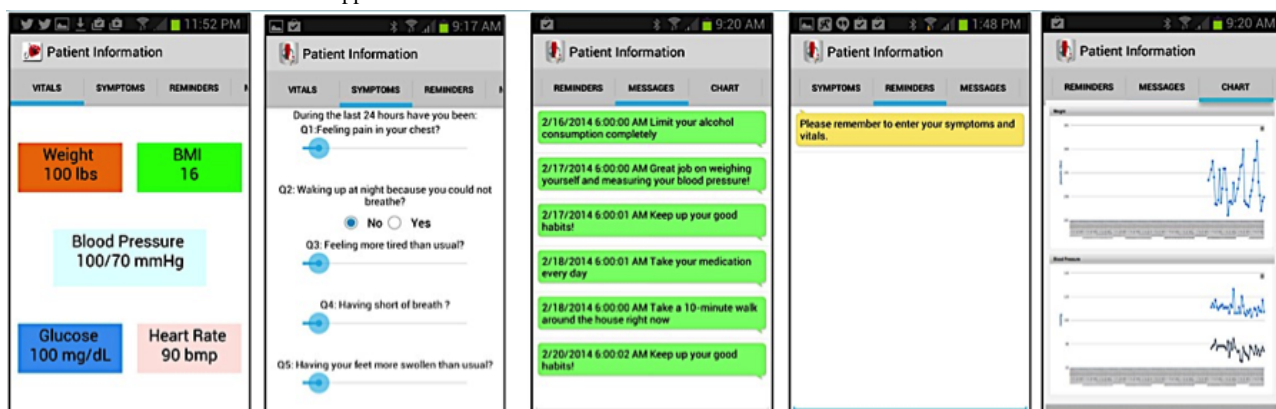 11:52 PM
Patient Information
VITALS SYMPTOMS REMINDERS
Weight
100 lbs
BMI
16
Blood Pressure
100/70 mmHg
Glucose
100 mg/dL
Heart Rate
90 bmp
9:17 AM
Patient Information
VITALS SYMPTOMS REMINDERS
During the last 24 hours have you been:
Q1:Feeling pain in your chest?
Q2: Waking up at night because you could not
breathe?
No Yes
Q3: Feeling more tired than usual?
Q4: Having short of breath ?
Q5: Having your feet more swollen than usual?
9:20 AM
Patient Information
REMINDERS MESSAGES CHART
2/16/2014 6:00:00 AM Limit your alcohol
consumption completely
2/17/2014 6:00:00 AM Great job on weighing
yourself and measuring your blood pressure!
2/17/2014 6:00:01 AM Keep up your good
habits!
2/18/2014 6:00:01 AM Take your medication
every day
2/18/2014 6:00:00 AM Take a 10-minute walk
around the house right now
2/20/2014 6:00:02 AM Keep up your good
habits!
1:48 PM
Patient Information
SYMPTOMS REMINDERS MESSAGES
Please remember to enter your symptoms and
vitals.
9:20 AM
Patient Information
REMINDERS MESSAGES CHART
Weight
Blood Pressure